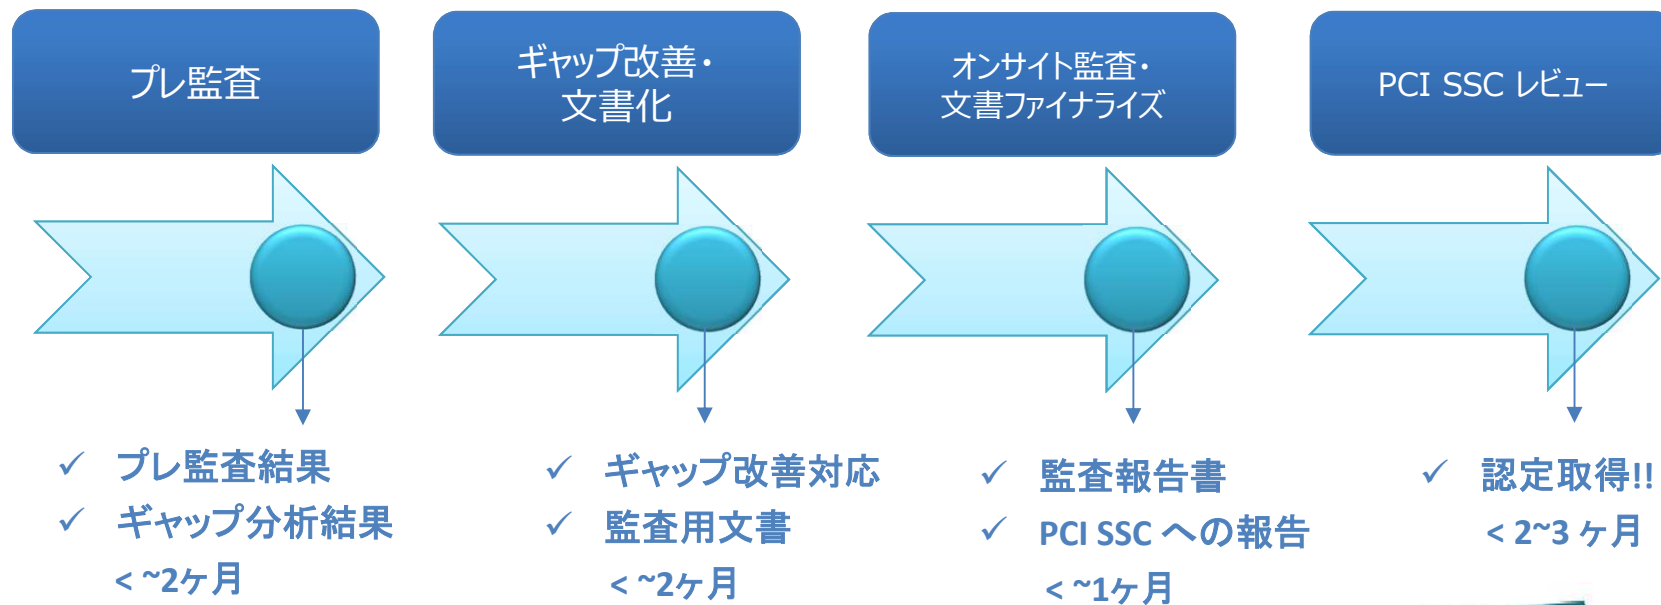 プレ監査
ギャップ改善・
文書化
オンサイト監査・
文書ファイナライズ
PCI SSC レビュー
✓ プレ監査結果
✓ ギャップ分析結果
< ~2ヶ月
✓ ギャップ改善対応
✓ 監査用文書
< ~2ヶ月
✓ 監査報告書
✓ PCI SSC への報告
< ~1ヶ月
✓ 認定取得!!
< 2~3 ヶ月